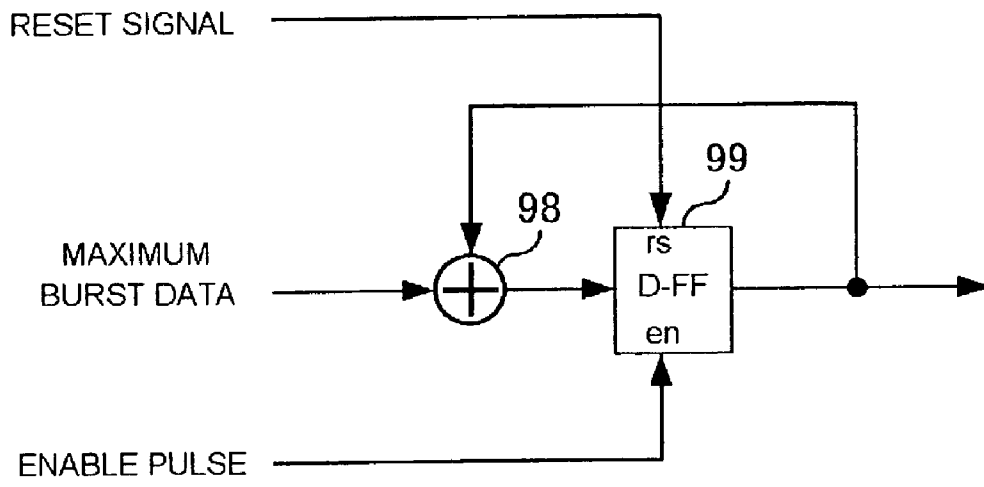 RESET SIGNAL
99
98
rs
MAXIMUM
BURST DATA
D-FF
en
ENABLE PULSE